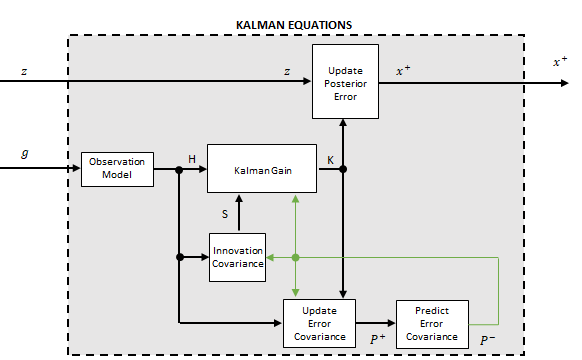 KALMAN EQUATIONS
z
z
Update
Posterior
Error
x⁺
x⁺
g
Observation
Model
H
Kalman Gain
K
S
Innovation
Covariance
Update
Error
Covariance
P⁺
Predict
Error
Covariance
P⁻